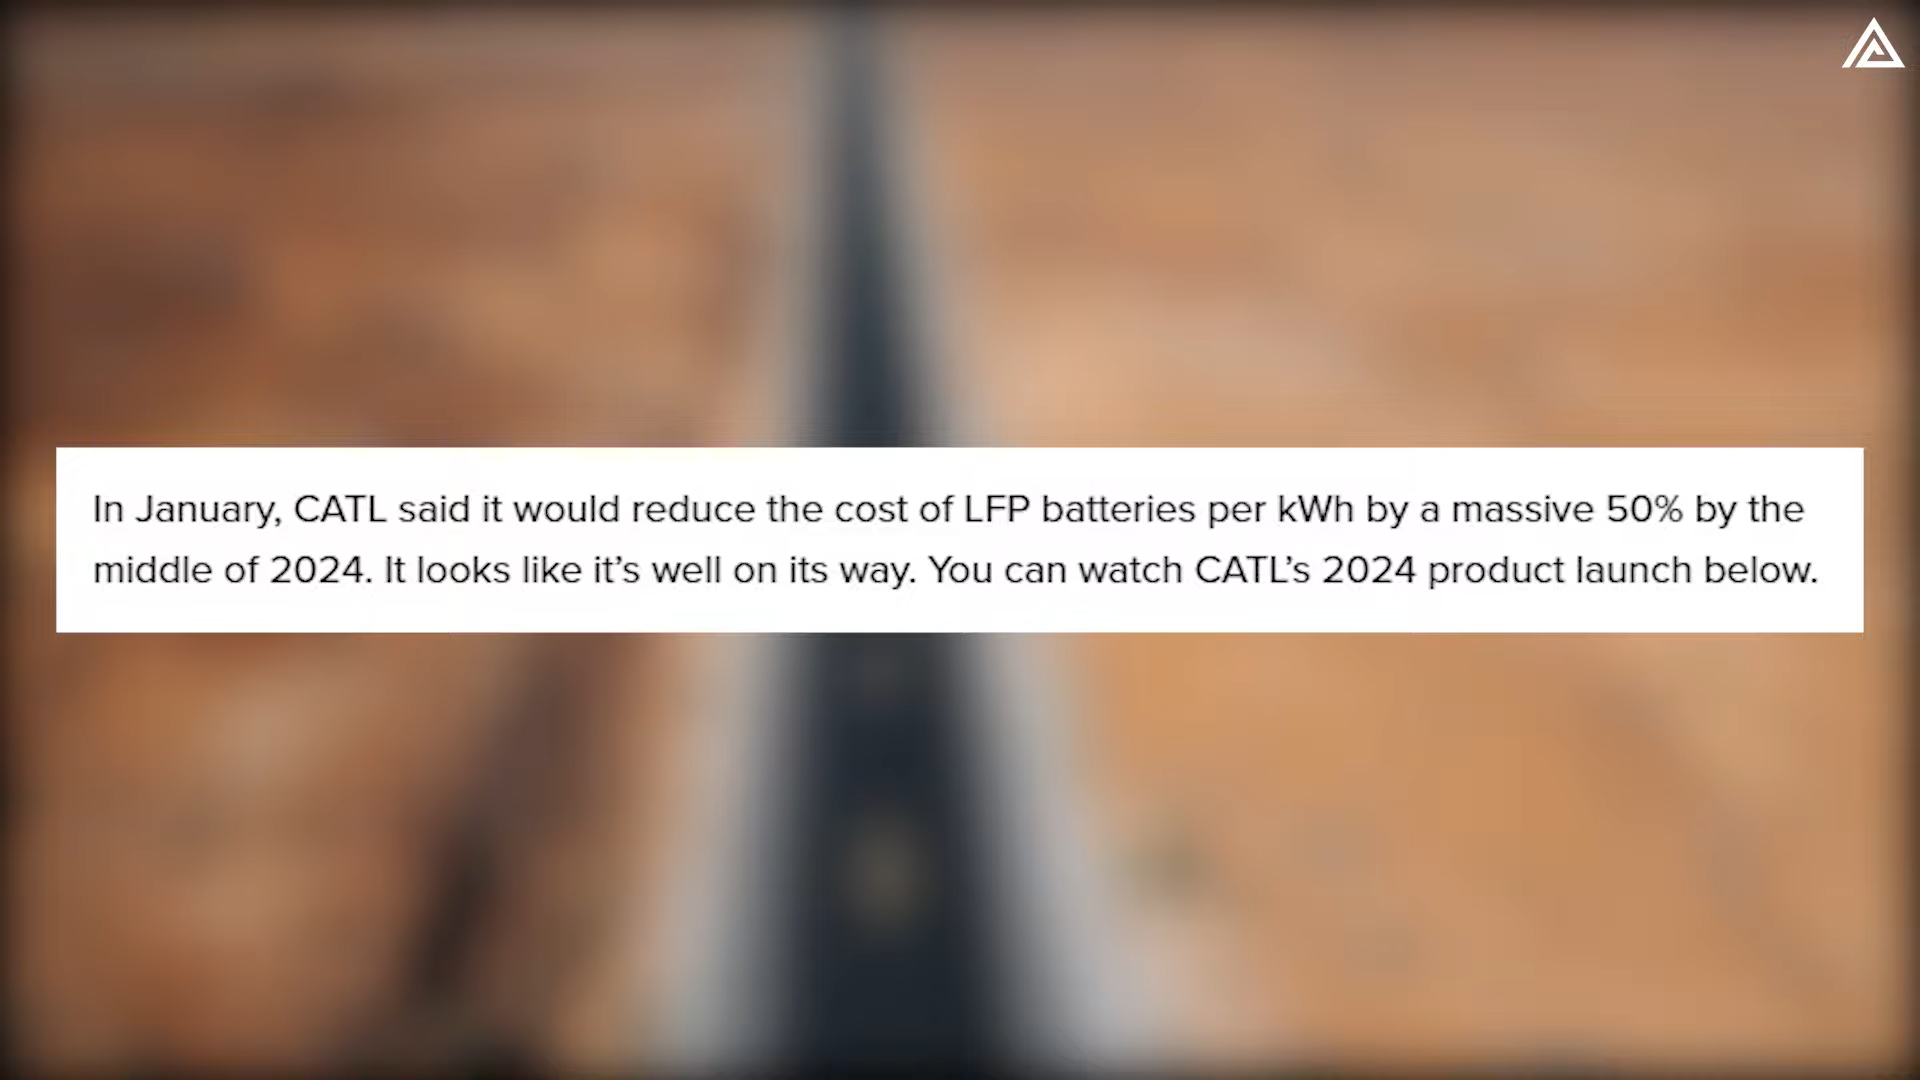 In January, CATL said it would reduce the cost of LFP batteries per kWh by a massive 50% by the
middle of 2024. It looks like it’s well on its way. You can watch CATL’s 2024 product launch below.